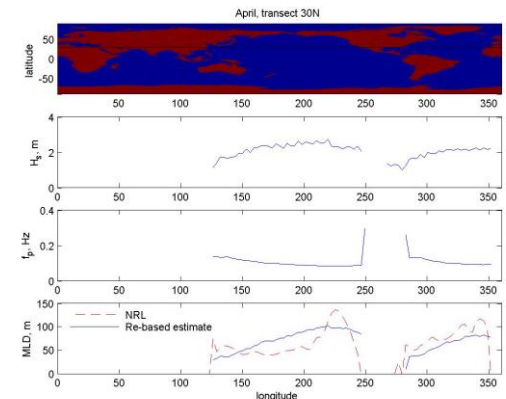 April, transect 30N
latitude
50
0
-50
50 100 150 200 250 300 350
H_s, m
4
2
0
0 50 100 150 200 250 300 350
f_p, Hz
0.4
0.2
0
0 50 100 150 200 250 300 350
MLD, m
150
100
50
0
NRL
Re-based estimate
0 50 100 150 200 250 300 350
longitude